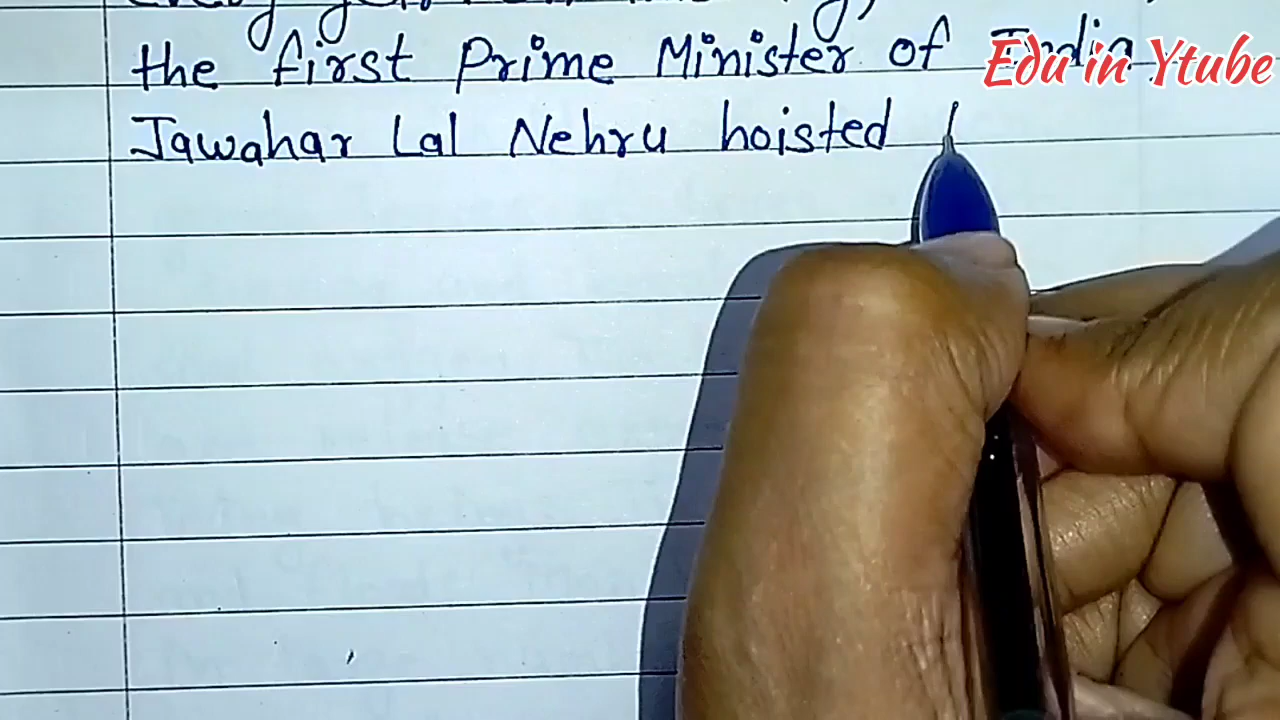 the first Prime Minister of India
Jawahar Lal Nehru hoisted
Edu in Ytube